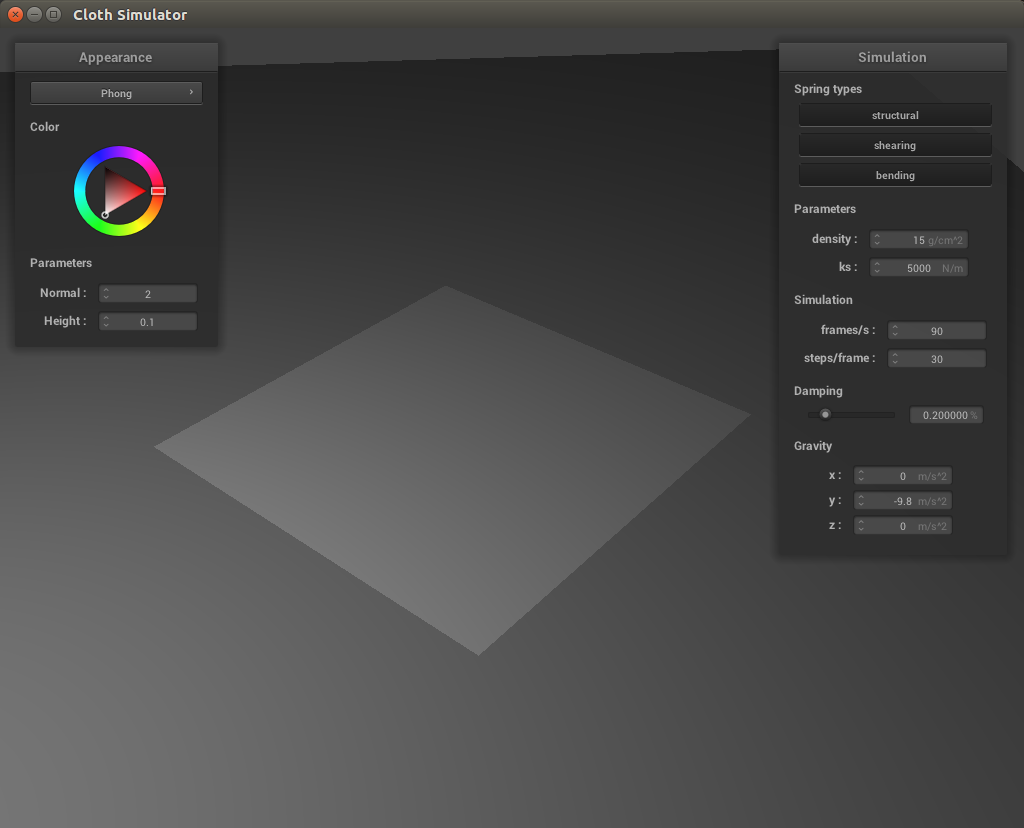 Cloth Simulator
Appearance
Phong
Color
Parameters
Normal : 2
Height : 0.1
Simulation
Spring types
structural
shearing
bending
Parameters
density : 15 g/cm^2
ks : 5000 N/m
Simulation
frames/s : 90
steps/frame : 30
Damping
0.200000 %
Gravity
x : 0 m/s^2
y : -9.8 m/s^2
z : 0 m/s^2